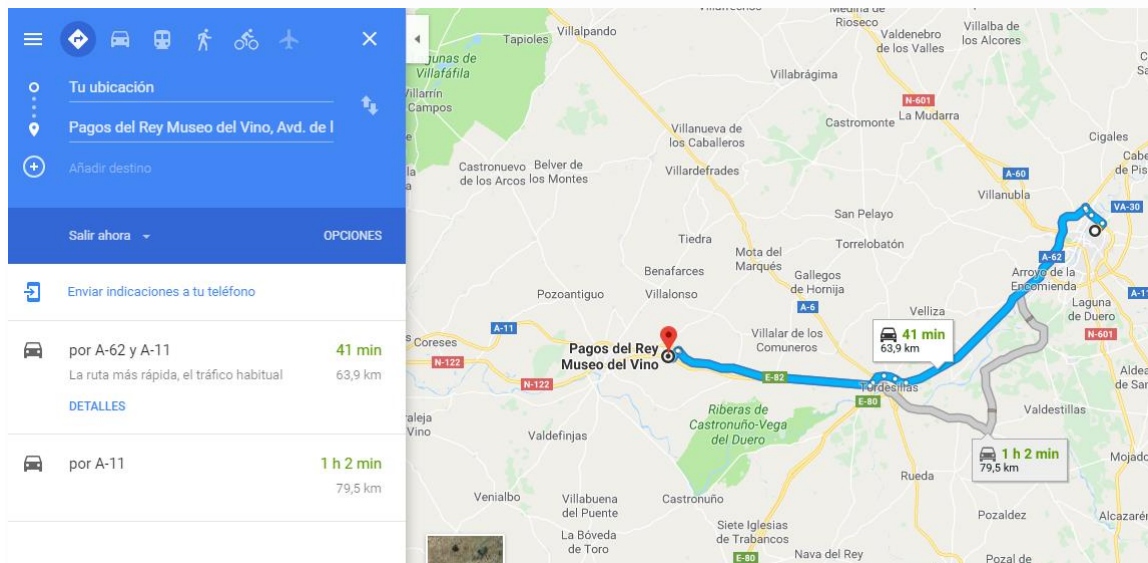 Tu ubicación
Pagos del Rey Museo del Vino, Avd. de l
Añadir destino
Salir ahora
OPCIONES
Enviar indicaciones a tu teléfono
por A-62 y A-11
41 min
La ruta más rápida, el tráfico habitual
63,9 km
DETALLES
por A-11
1 h 2 min
79,5 km
Tapioles
Villalpando
Medina de
Rioseco
Valdenebro
de los Valles
Villalba de
los Alcores
Villafáfila
Villarrín
Campos
Villabrágima
N-601
Castromonte
La Mudarra
Villanueva de
los Caballeros
Cigales
Castronuevo
de los Arcos
Belver de
los Montes
Villardefrades
A-60
Villanubla
VA-30
San Pelayo
Tiedra
Torrelobatón
Mota del
Marqués
A-62
Benafarces
Gallegos
de Hornija
Arroyo de la
Encomienda
Pozoantiguo
Villalonso
A-6
Laguna
de Duero
Velliza
A-11
Coreses
N-122
Villalar de los
Comuneros
41 min
63,9 km
N-601
Pagos del Rey
Museo del Vino
N-122
E-82
Tordesillas
E-80
Riberas de
Castronuño-Vega
del Duero
Valdestillas
Valdefinjas
1 h 2 min
79,5 km
Rueda
Venialbo
Villabuena
del Puente
Castronuño
Pozaldez
La Bóveda
de Toro
Siete Iglesias
de Trabancos
E-80
Nava del Rey
Pozal de